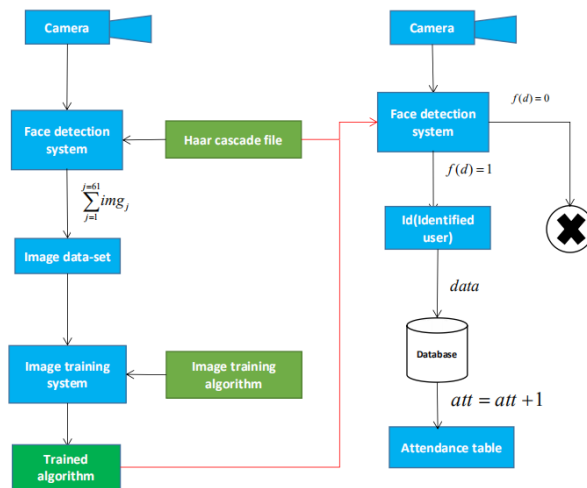 Camera
Face detection
system
Haar cascade file
j=61
∑ img_j
j=1
Image data-set
Image training
system
Image training
algorithm
Trained
algorithm
Camera
Face detection
system
f(d)=0
f(d)=1
Id(Identified
user)
data
Database
att = att +1
Attendance table